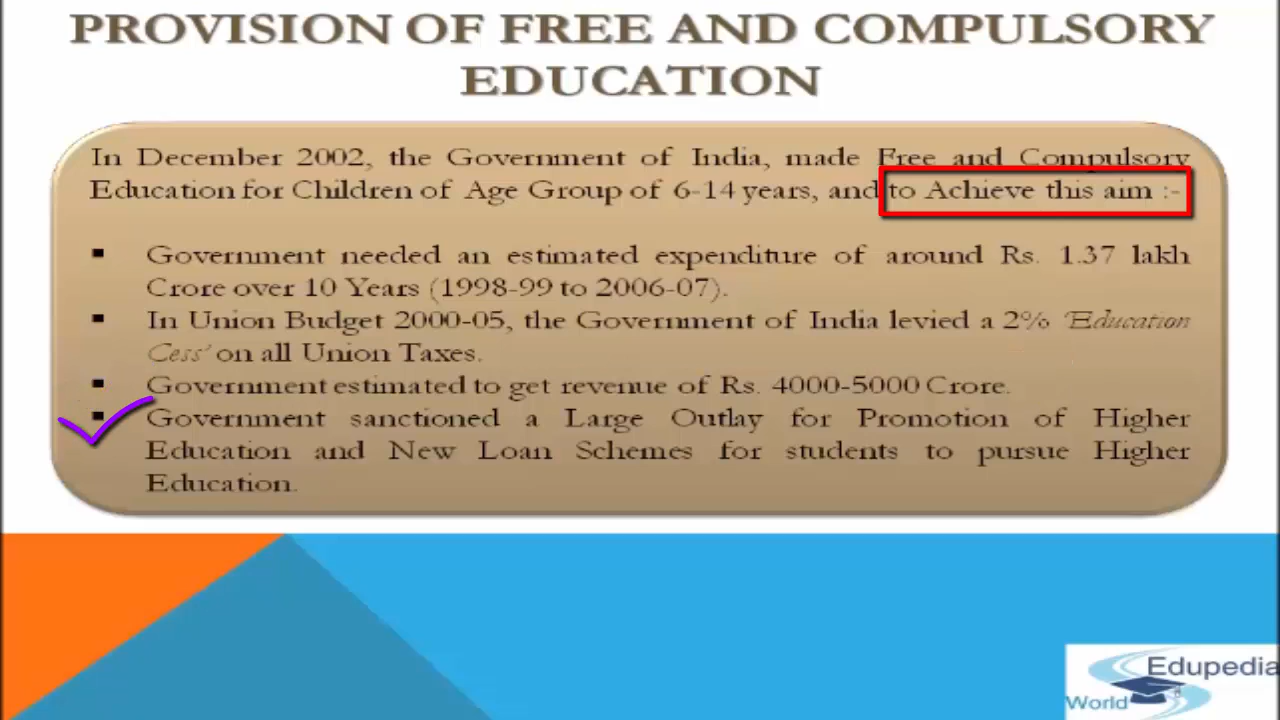 PROVISION OF FREE AND COMPULSORY
EDUCATION
In December 2002, the Government of India, made Free and Compulsory
Education for Children of Age Group of 6-14 years, and to Achieve this aim :-
▪ Government needed an estimated expenditure of around Rs. 1.37 lakh
Crore over 10 Years (1998-99 to 2006-07).
▪ In Union Budget 2000-05, the Government of India levied a 2% 'Education
Cess' on all Union Taxes.
▪ Government estimated to get revenue of Rs. 4000-5000 Crore.
▪ Government sanctioned a Large Outlay for Promotion of Higher
Education and New Loan Schemes for students to pursue Higher
Education.
Edupedia
World